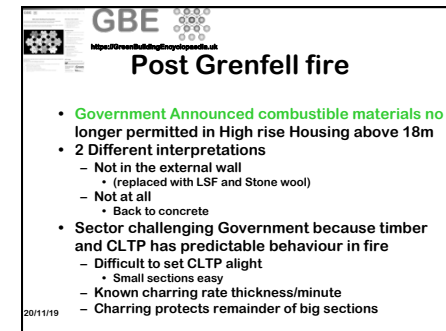 GBE
https://GreenBuildingEncyclopaedia.uk
Post Grenfell fire
• Government Announced combustible materials no
longer permitted in High rise Housing above 18m
• 2 Different interpretations
– Not in the external wall
• (replaced with LSF and Stone wool)
– Not at all
• Back to concrete
• Sector challenging Government because timber
and CLTP has predictable behaviour in fire
– Difficult to set CLTP alight
• Small sections easy
– Known charring rate thickness/minute
– Charring protects remainder of big sections
20/11/19